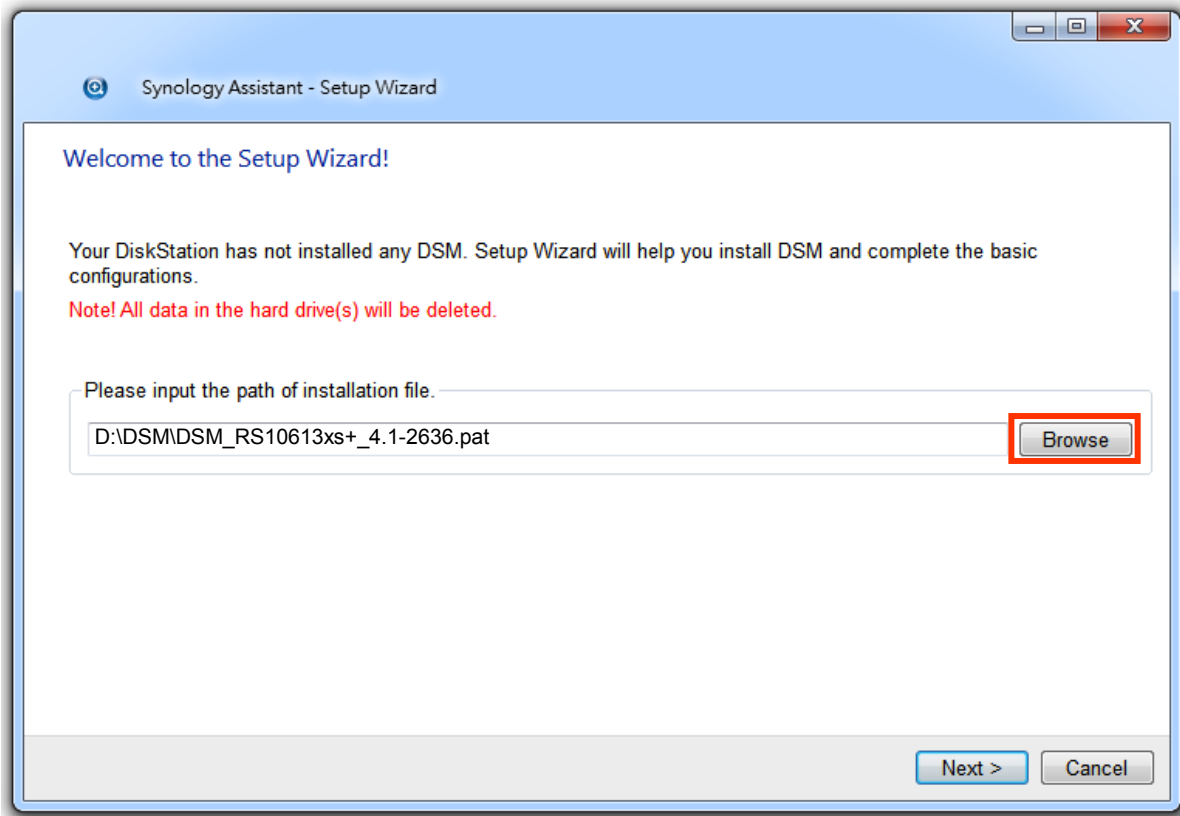 Synology Assistant - Setup Wizard
Welcome to the Setup Wizard!
Your DiskStation has not installed any DSM. Setup Wizard will help you install DSM and complete the basic
configurations.
Note! All data in the hard drive(s) will be deleted.
Please input the path of installation file.
D:\DSM\DSM_RS10613xs+_4.1-2636.pat
Browse
Next >
Cancel